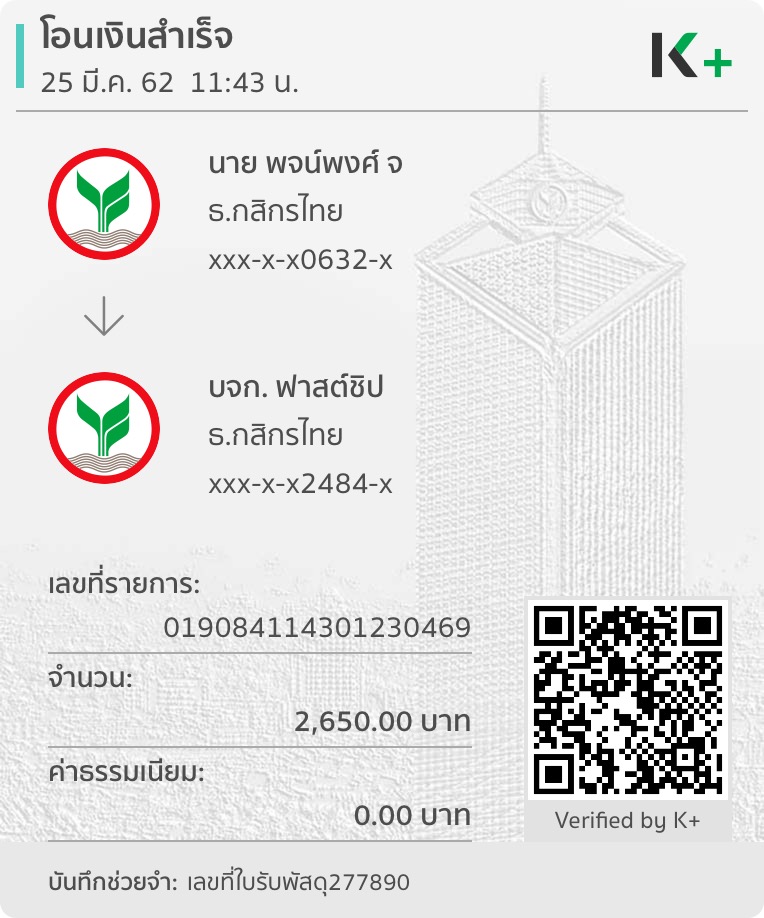 โอนเงินสำเร็จ
25 มี.ค. 62 11:43 น.
K+
นาย พจน์พงศ์ จ
ธ.กสิกรไทย
xxx-x-x0632-x
บจก. ฟาสต์ชิป
ธ.กสิกรไทย
xxx-x-x2484-x
เลขที่รายการ:
019084114301230469
จำนวน:
2,650.00 บาท
ค่าธรรมเนียม:
0.00 บาท
Verified by K+
บันทึกช่วยจำ: เลขที่ใบรับพัสดุ277890